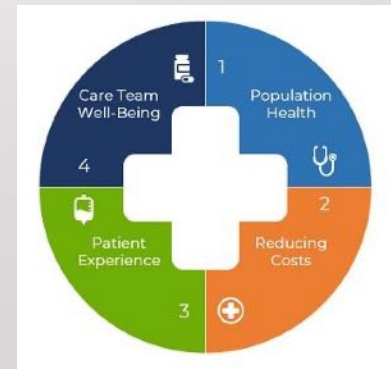 1
Population
Health
2
Reducing
Costs
3
Patient
Experience
4
Care Team
Well-Being